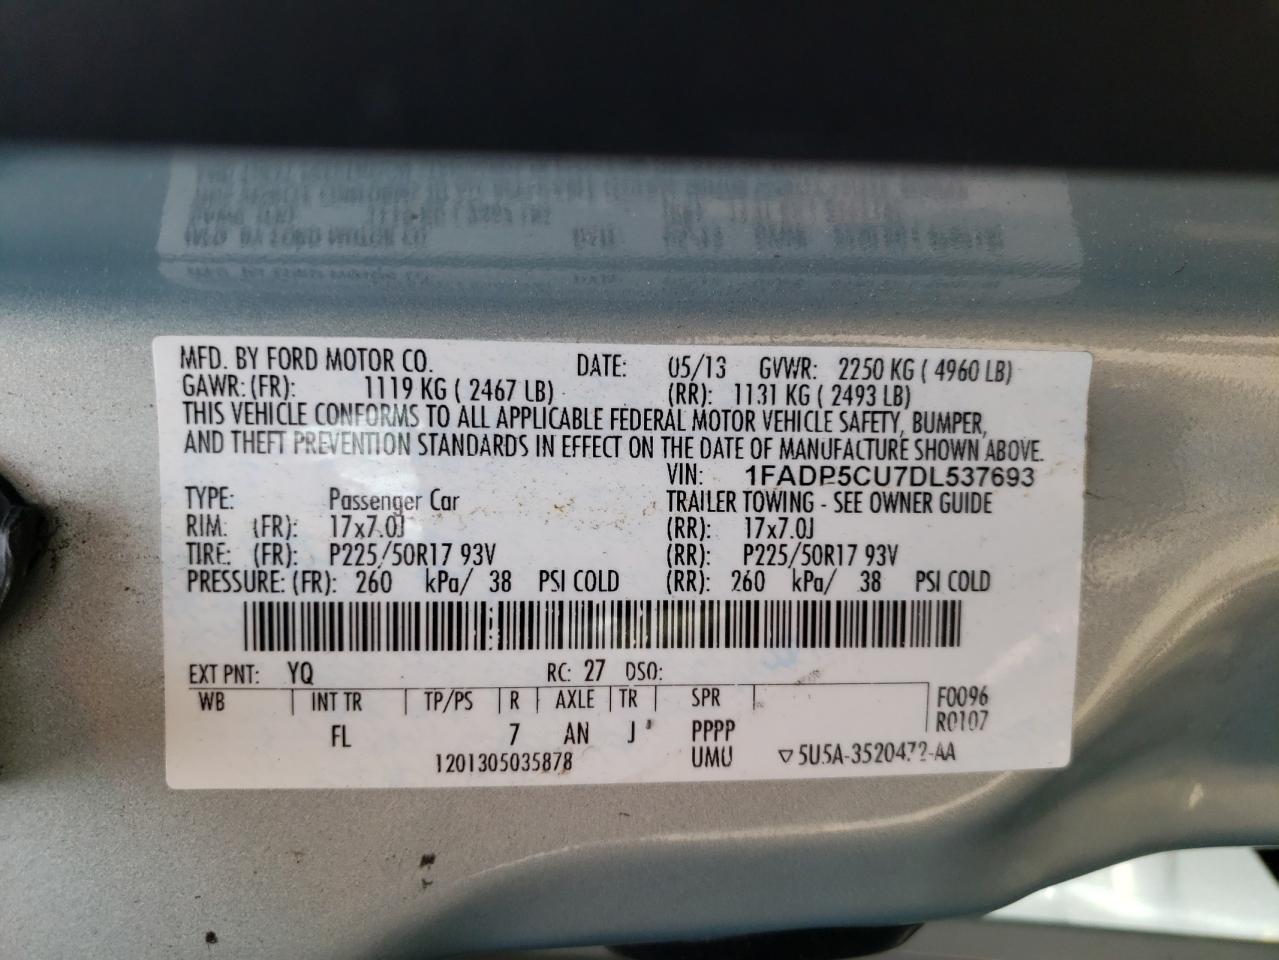 MFD. BY FORD MOTOR CO. DATE: 05/13 GVWR: 2250 KG ( 4960 LB)
GAWR: (FR): 1119 KG ( 2467 LB) (RR): 1131 KG ( 2493 LB)
THIS VEHICLE CONFORMS TO ALL APPLICABLE FEDERAL MOTOR VEHICLE SAFETY, BUMPER,
AND THEFT PREVENTION STANDARDS IN EFFECT ON THE DATE OF MANUFACTURE SHOWN ABOVE.
VIN: 1FADP5CU7DL537693
TYPE: Passenger Car TRAILER TOWING - SEE OWNER GUIDE
RIM: (FR): 17x7.0J (RR): 17x7.0J
TIRE: (FR): P225/50R17 93V (RR): P225/50R17 93V
PRESSURE: (FR): 260 kPa/ 38 PSI COLD (RR): 260 kPa/ 38 PSI COLD
EXT PNT: YQ RC: 27 DSO:
WB INT TR TP/PS R AXLE TR SPR F0096
FL 7 AN J PPPP R0107
1201305035878 UMU ▽5U5A-3520472-AA